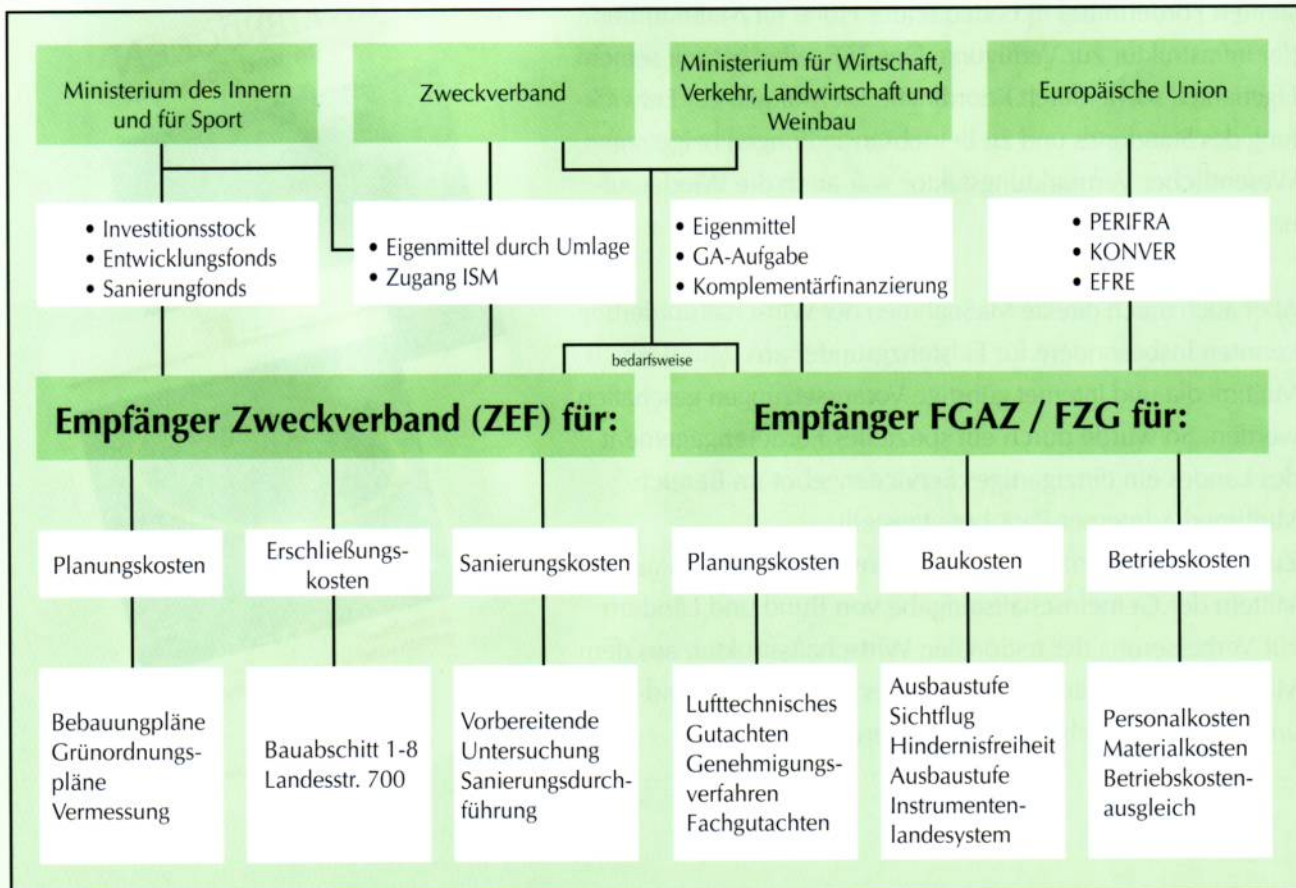 Ministerium des Innern
und für Sport
Zweckverband
Ministerium für Wirtschaft,
Verkehr, Landwirtschaft und
Weinbau
Europäische Union
• Investitionsstock
• Entwicklungsfonds
• Sanierungfonds
• Eigenmittel durch Umlage
• Zugang ISM
• Eigenmittel
• GA-Aufgabe
• Komplementärfinanzierung
• PERIFRA
• KONVER
• EFRE
bedarfsweise
Empfänger Zweckverband (ZEF) für:
Empfänger FGAZ / FZG für:
Planungskosten
Erschließungs-
kosten
Sanierungskosten
Planungskosten
Baukosten
Betriebskosten
Bebauungpläne
Grünordnungs-
pläne
Vermessung
Bauabschitt 1-8
Landesstr. 700
Vorbereitende
Untersuchung
Sanierungsdurch-
führung
Lufttechnisches
Gutachten
Genehmigungs-
verfahren
Fachgutachten
Ausbaustufe
Sichtflug
Hindernisfreiheit
Ausbaustufe
Instrumenten-
landesystem
Personalkosten
Materialkosten
Betriebskosten-
ausgleich